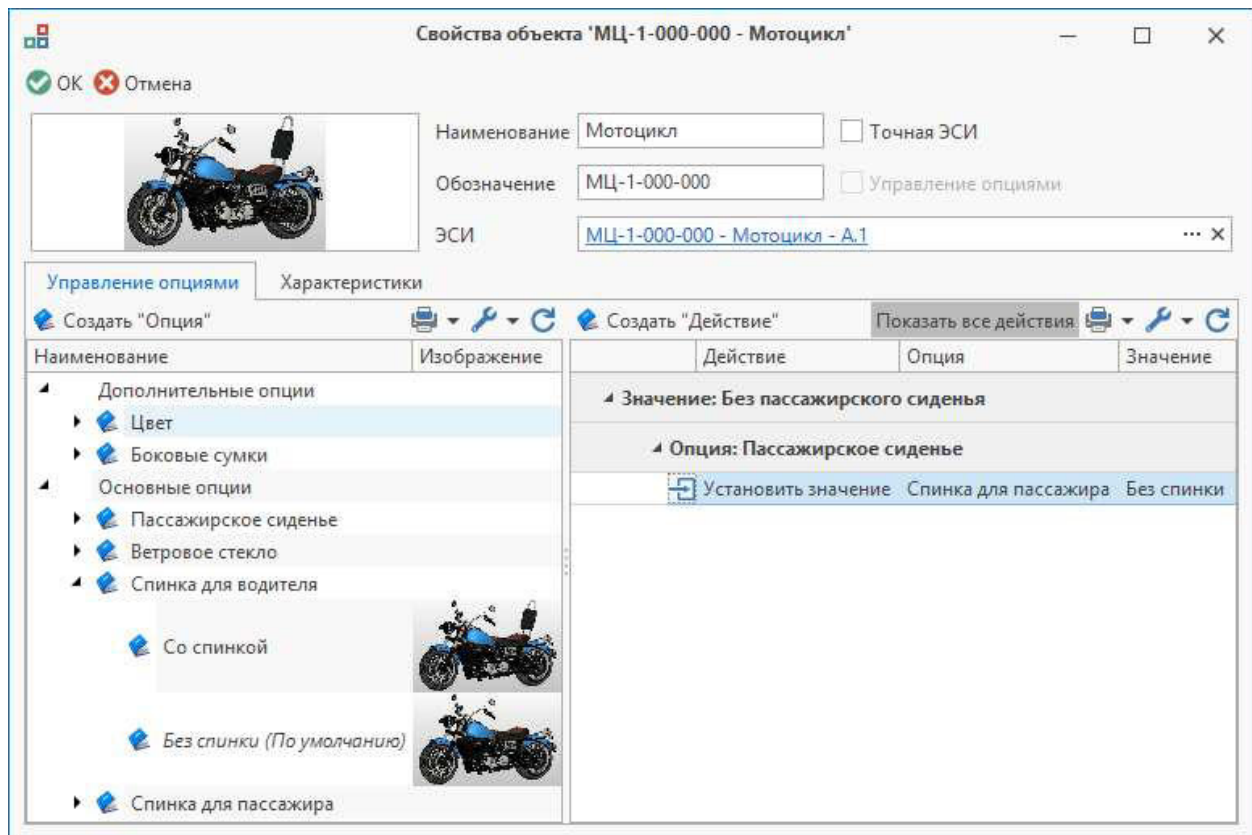 Свойства объекта 'МЦ-1-000-000 - Мотоцикл'
ОК Отмена
Наименование Мотоцикл Точная ЭСИ
Обозначение МЦ-1-000-000 Управление опциями
ЭСИ МЦ-1-000-000 - Мотоцикл - А.1
Управление опциями Характеристики
Создать "Опция" Создать "Действие" Показать все действия
Наименование Изображение Действие Опция Значение
Дополнительные опции
Значение: Без пассажирского сиденья
Цвет
Боковые сумки
Опция: Пассажирское сиденье
Основные опции
Установить значение Спинка для пассажира Без спинки
Пассажирское сиденье
Ветровое стекло
Спинка для водителя
Со спинкой
Без спинки (По умолчанию)
Спинка для пассажира